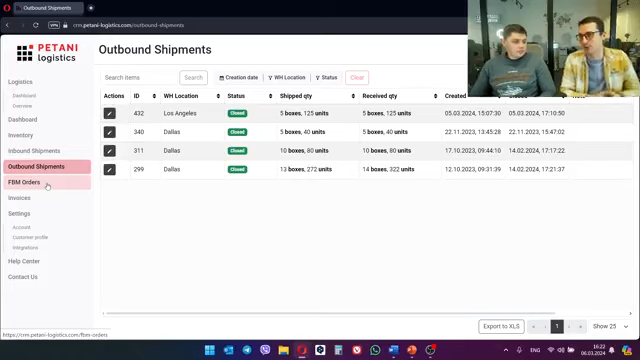 Outbound Shipments
crm.petani-logistics.com/outbound-shipments
VPN
PETANI
logistics
Logistics
Dashboard
Overview
Dashboard
Inventory
Inbound Shipments
Outbound Shipments
FBM Orders
Invoices
Settings
Account
Customer profile
Integrations
Help Center
Contact Us
Outbound Shipments
Search items
Search
Creation date
WH Location
Status
Clear
Actions ID WH Location Status Shipped qty Received qty Created
432 Los Angeles Closed 5 boxes, 125 units 5 boxes, 125 units 05.03.2024, 15:07:30 05.03.2024, 17:10:50
340 Dallas Closed 5 boxes, 40 units 5 boxes, 40 units 22.11.2023, 13:45:28 22.11.2023, 15:47:02
311 Dallas Closed 10 boxes, 80 units 10 boxes, 80 units 17.10.2023, 09:44:10 14.02.2024, 17:17:22
299 Dallas Closed 13 boxes, 272 units 14 boxes, 322 units 12.10.2023, 09:31:39 14.02.2024, 17:21:37
Export to XLS
1
Show 25
https://crm.petani-logistics.com/fbm-orders
ENG
16:22
06.03.2024